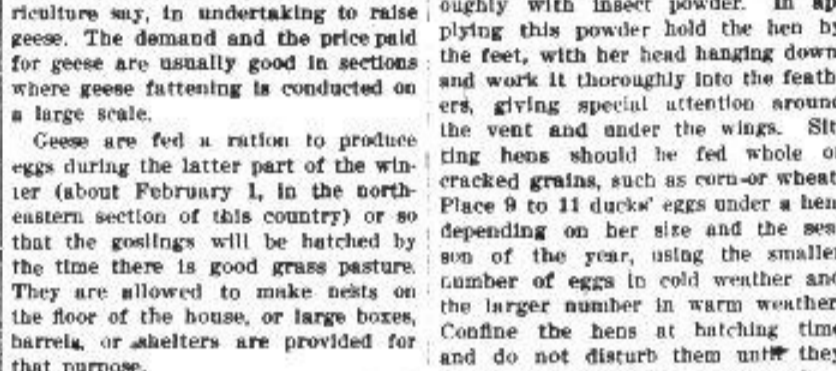 riculture say, in undertaking to raise
geese. The demand and the price paid
for geese are usually good in sections
where geese fattening is conducted on
a large scale.
Geese are fed a ration to produce
eggs during the latter part of the win-
ter (about February 1, in the north-
eastern section of this country) or so
that the goslings will be hatched by
the time there is good grass pasture.
They are allowed to make nests on
the floor of the house, or large boxes,
barrels, or shelters are provided for
that purpose.
oughly with insect powder. In ap
plying this powder hold the hen by
the feet, with her head hanging down
and work it thoroughly into the feath
ers, giving special attention aroun
the vent and under the wings. Sit
ting hens should be fed whole o
cracked grains, such as corn or wheat
Place 9 to 11 ducks' eggs under a hen
depending on her size and the sea
son of the year, using the smaller
number of eggs in cold weather and
the larger number in warm weather
Confine the hens at hatching time
and do not disturb them until they